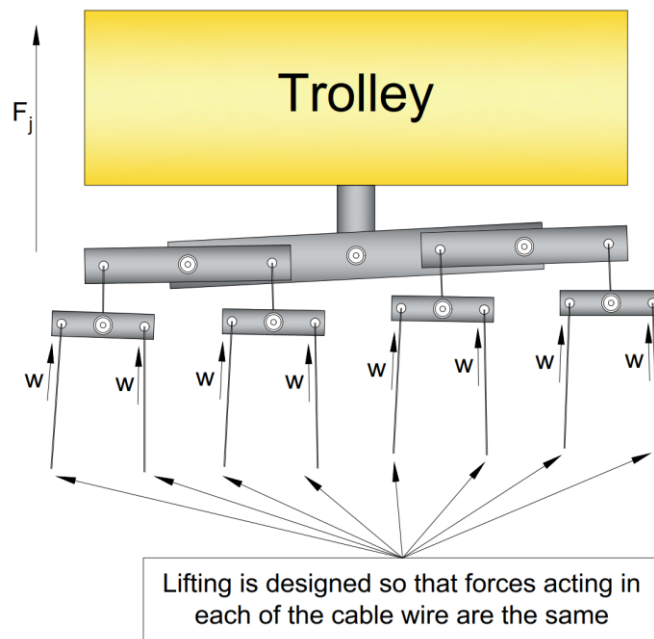 Trolley
Fj
w w w w w w w w
Lifting is designed so that forces acting in
each of the cable wire are the same